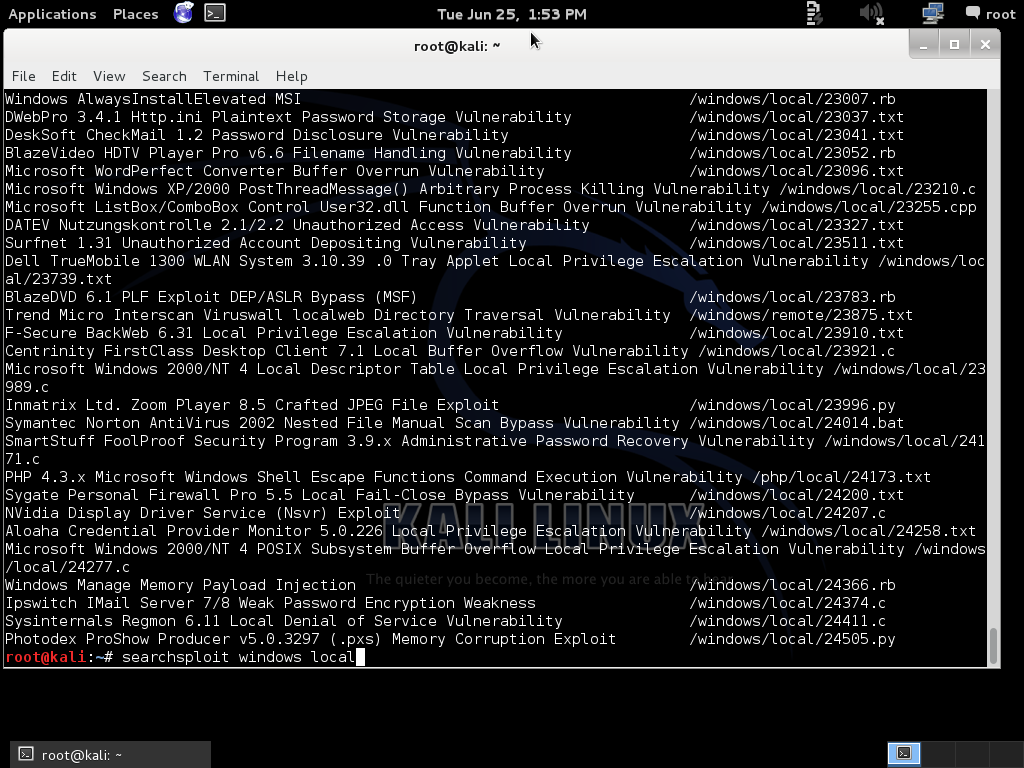 Applications Places Tue Jun 25, 1:53 PM root
root@kali: ~
File Edit View Search Terminal Help
Windows AlwaysInstallElevated MSI /windows/local/23007.rb
DWebPro 3.4.1 Http.ini Plaintext Password Storage Vulnerability /windows/local/23037.txt
DeskSoft CheckMail 1.2 Password Disclosure Vulnerability /windows/local/23041.txt
BlazeVideo HDTV Player Pro v6.6 Filename Handling Vulnerability /windows/local/23052.rb
Microsoft WordPerfect Converter Buffer Overrun Vulnerability /windows/local/23096.txt
Microsoft Windows XP/2000 PostThreadMessage() Arbitrary Process Killing Vulnerability /windows/local/23210.c
Microsoft ListBox/ComboBox Control User32.dll Function Buffer Overrun Vulnerability /windows/local/23255.cpp
DATEV Nutzungskontrolle 2.1/2.2 Unauthorized Access Vulnerability /windows/local/23327.txt
Surfnet 1.31 Unauthorized Account Depositing Vulnerability /windows/local/23511.txt
Dell TrueMobile 1300 WLAN System 3.10.39 .0 Tray Applet Local Privilege Escalation Vulnerability /windows/loc
al/23739.txt
BlazeDVD 6.1 PLF Exploit DEP/ASLR Bypass (MSF) /windows/local/23783.rb
Trend Micro Interscan Viruswall localweb Directory Traversal Vulnerability /windows/remote/23875.txt
F-Secure BackWeb 6.31 Local Privilege Escalation Vulnerability /windows/local/23910.txt
Centrinity FirstClass Desktop Client 7.1 Local Buffer Overflow Vulnerability /windows/local/23921.c
Microsoft Windows 2000/NT 4 Local Descriptor Table Local Privilege Escalation Vulnerability /windows/local/23
989.c
Inmatrix Ltd. Zoom Player 8.5 Crafted JPEG File Exploit /windows/local/23996.py
Symantec Norton AntiVirus 2002 Nested File Manual Scan Bypass Vulnerability /windows/local/24014.bat
SmartStuff FoolProof Security Program 3.9.x Administrative Password Recovery Vulnerability /windows/local/241
71.c
PHP 4.3.x Microsoft Windows Shell Escape Functions Command Execution Vulnerability /php/local/24173.txt
Sygate Personal Firewall Pro 5.5 Local Fail-Close Bypass Vulnerability /windows/local/24200.txt
NVidia Display Driver Service (Nsvr) Exploit /windows/local/24207.c
KALI LINUX
Aloaha Credential Provider Monitor 5.0.226 Local Privilege Escalation Vulnerability /windows/local/24258.txt
Microsoft Windows 2000/NT 4 POSIX Subsystem Buffer Overflow Local Privilege Escalation Vulnerability /windows
/local/24277.c
The quieter you become, the more you are able to hear
Windows Manage Memory Payload Injection /windows/local/24366.rb
Ipswitch IMail Server 7/8 Weak Password Encryption Weakness /windows/local/24374.c
Sysinternals Regmon 6.11 Local Denial of Service Vulnerability /windows/local/24411.c
Photodex ProShow Producer v5.0.3297 (.pxs) Memory Corruption Exploit /windows/local/24505.py
root@kali:~# searchsploit windows local
root@kali: ~